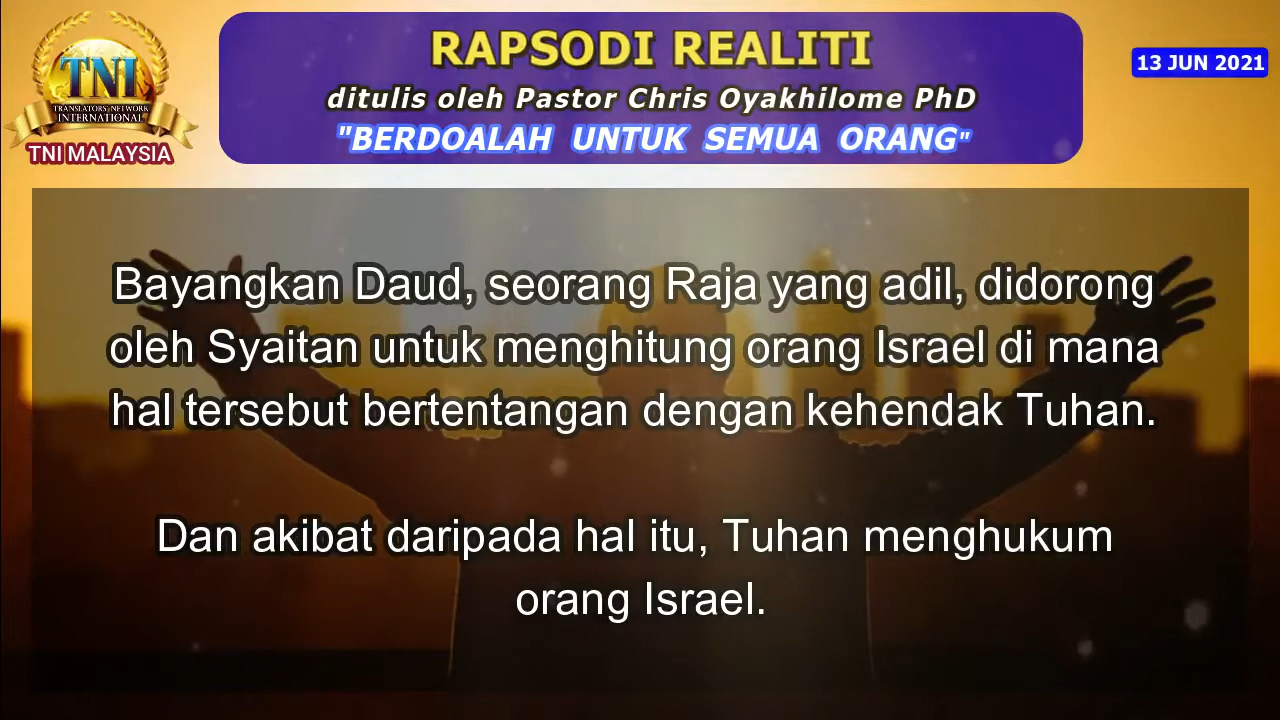 TNI
TRANSLATORS' NETWORK
INTERNATIONAL
TNI MALAYSIA
RAPSODI REALITI
ditulis oleh Pastor Chris Oyakhilome PhD
"BERDOALAH UNTUK SEMUA ORANG"
13 JUN 2021
Bayangkan Daud, seorang Raja yang adil, didorong
oleh Syaitan untuk menghitung orang Israel di mana
hal tersebut bertentangan dengan kehendak Tuhan.
Dan akibat daripada hal itu, Tuhan menghukum
orang Israel.